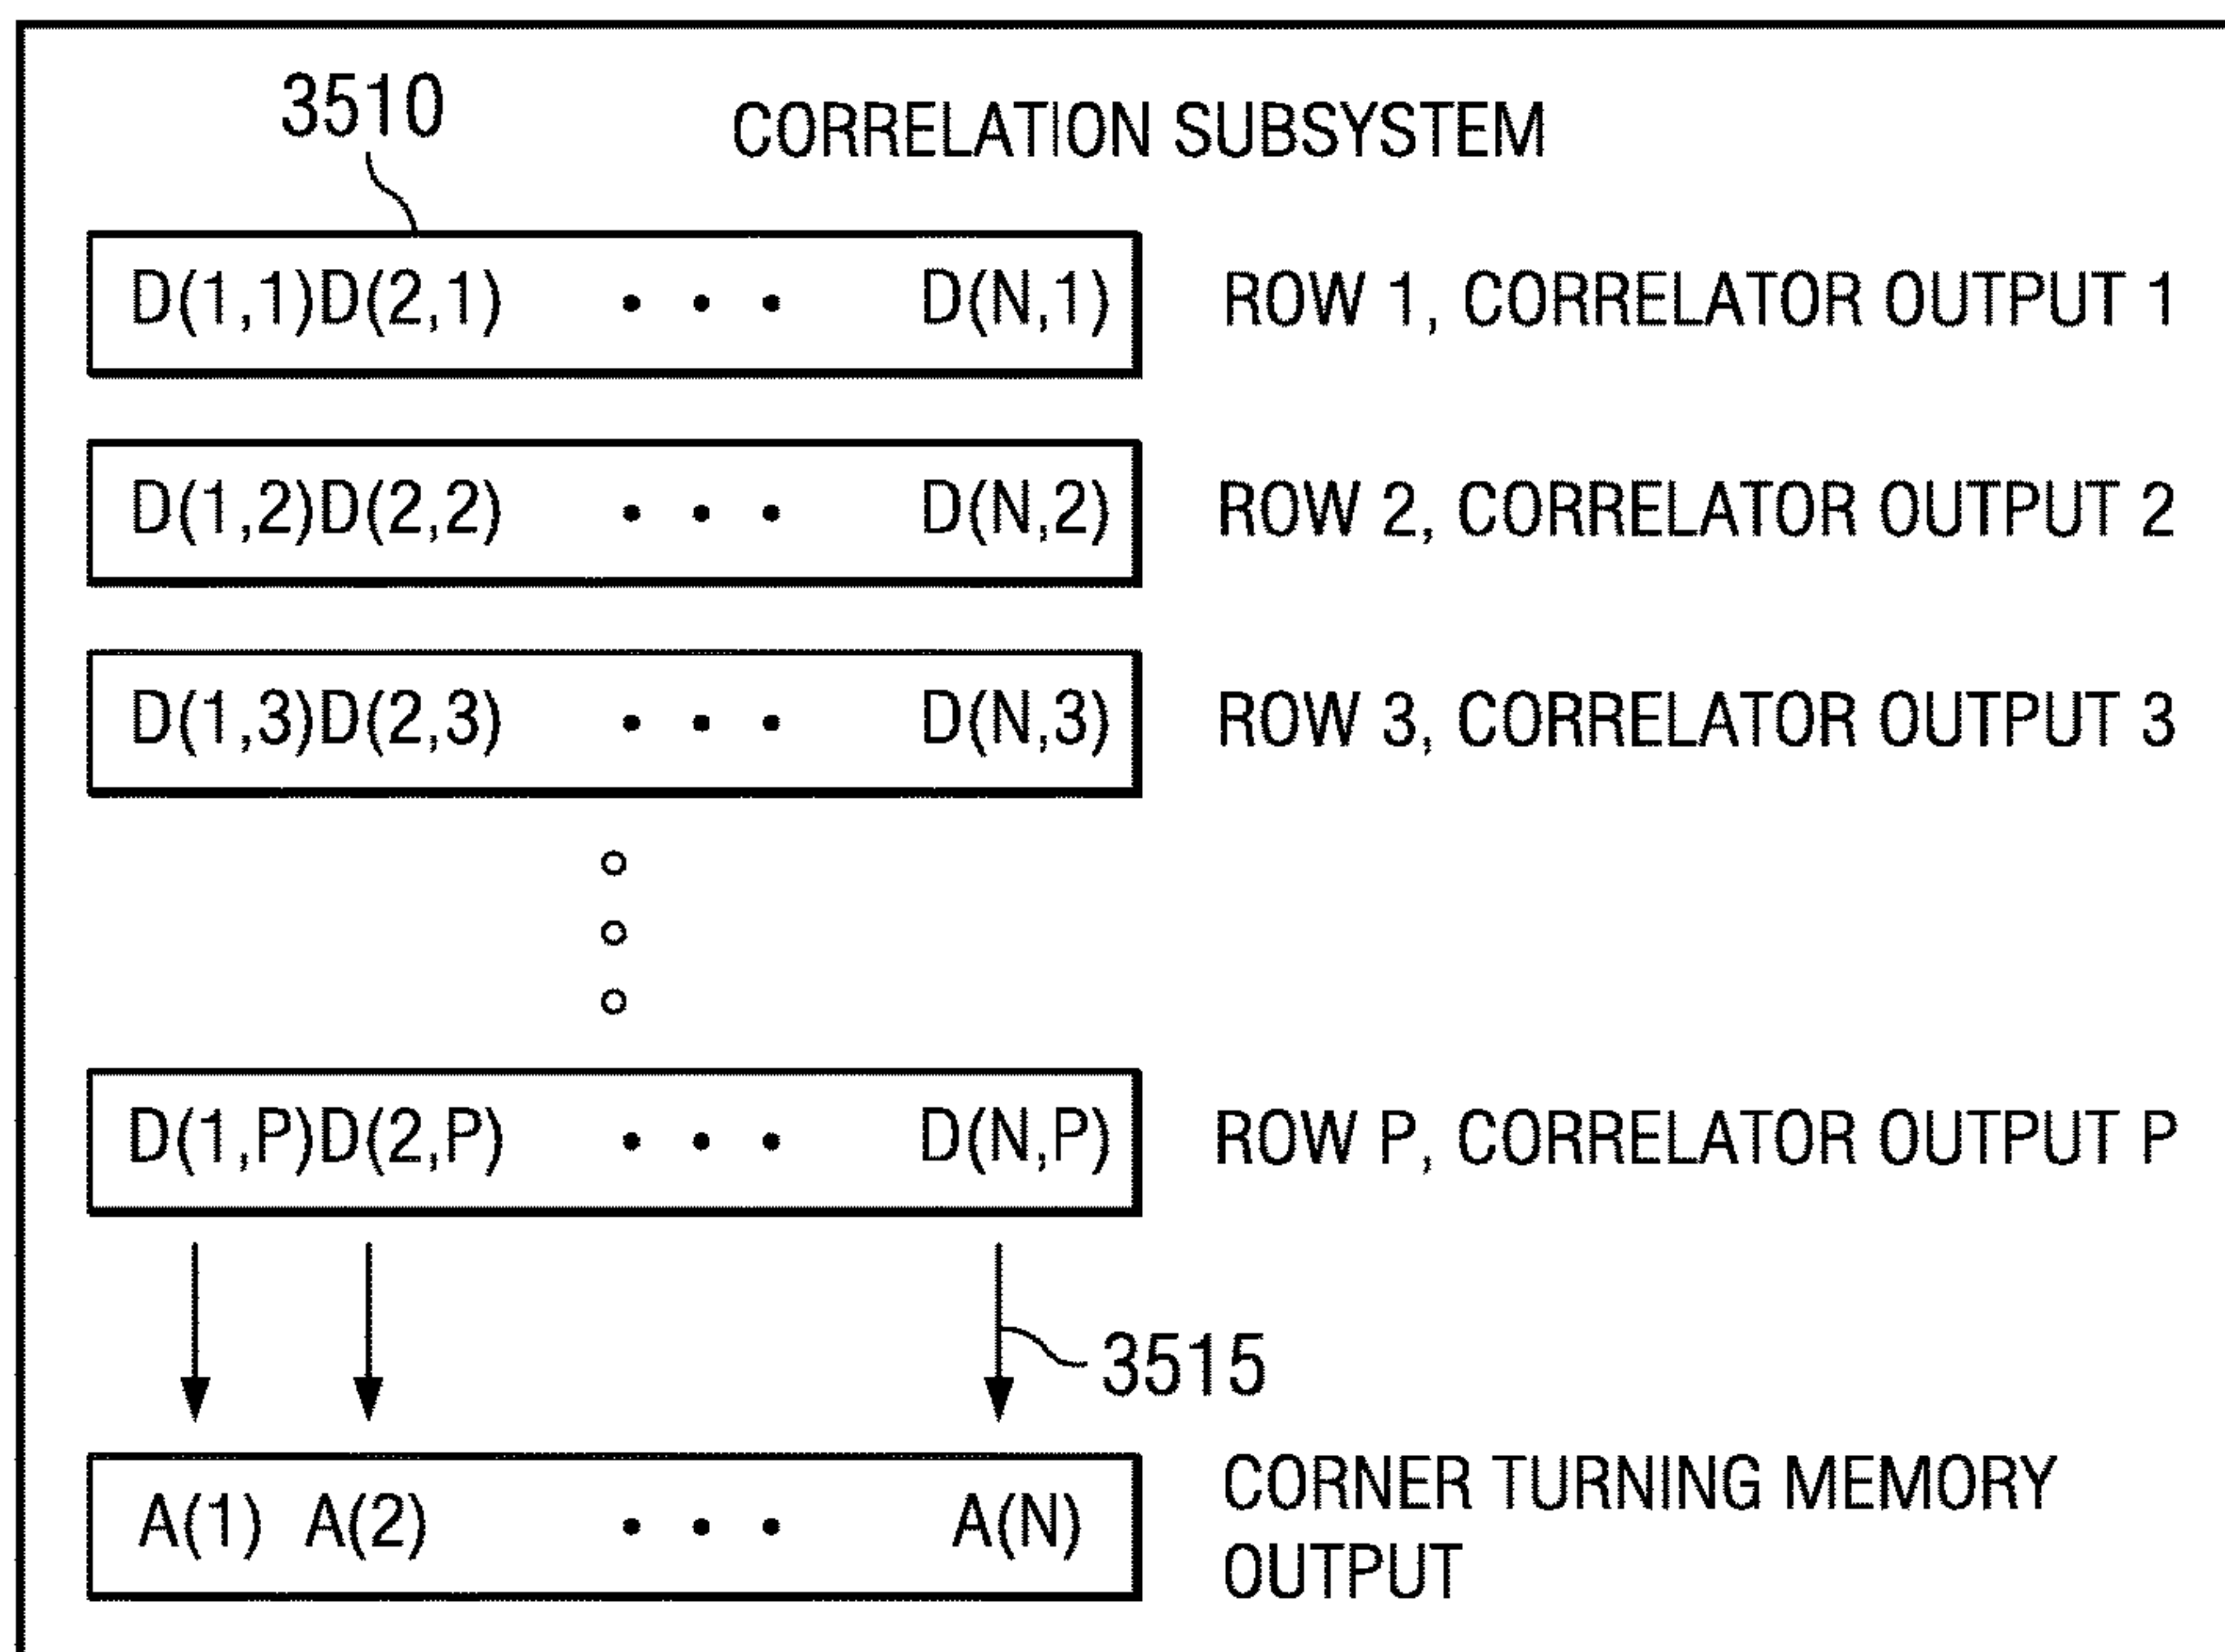 3510
CORRELATION SUBSYSTEM
D(1,1)D(2,1) • • • D(N,1) ROW 1, CORRELATOR OUTPUT 1
D(1,2)D(2,2) • • • D(N,2) ROW 2, CORRELATOR OUTPUT 2
D(1,3)D(2,3) • • • D(N,3) ROW 3, CORRELATOR OUTPUT 3
D(1,P)D(2,P) • • • D(N,P) ROW P, CORRELATOR OUTPUT P
3515
A(1) A(2) • • • A(N) CORNER TURNING MEMORY
OUTPUT